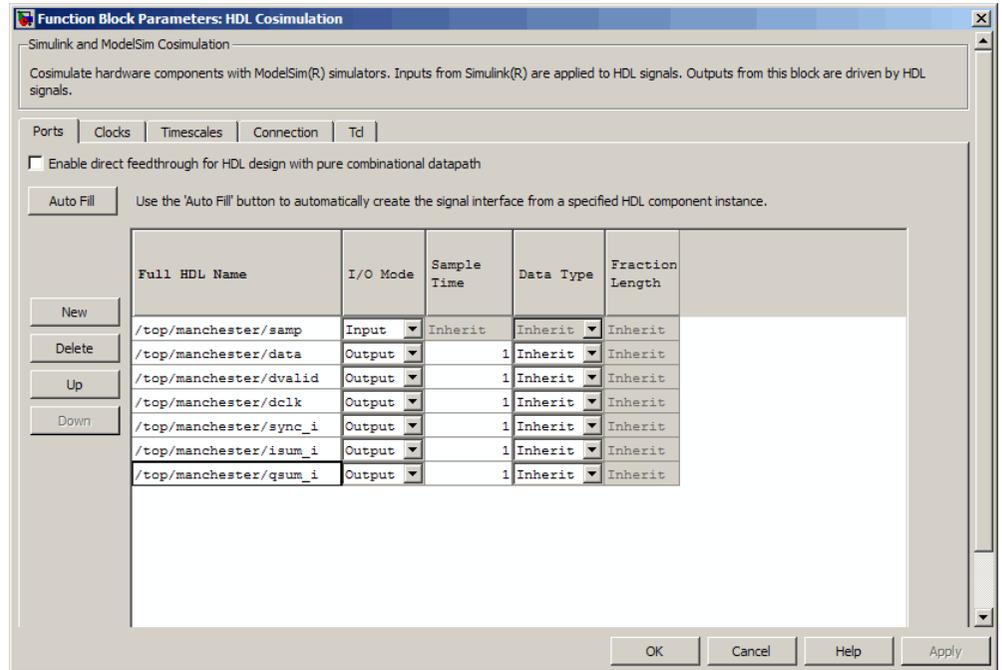 Function Block Parameters: HDL Cosimulation
Simulink and ModelSim Cosimulation
Cosimulate hardware components with ModelSim(R) simulators. Inputs from Simulink(R) are applied to HDL signals. Outputs from this block are driven by HDL
signals.
Ports Clocks Timescales Connection Tcl
Enable direct feedthrough for HDL design with pure combinational datapath
Auto Fill Use the 'Auto Fill' button to automatically create the signal interface from a specified HDL component instance.
Full HDL Name I/O Mode Sample Time Data Type Fraction Length
New
Delete
Up
Down
/top/manchester/samp Input Inherit Inherit Inherit
/top/manchester/data Output 1 Inherit Inherit
/top/manchester/dvalid Output 1 Inherit Inherit
/top/manchester/dclk Output 1 Inherit Inherit
/top/manchester/sync_i Output 1 Inherit Inherit
/top/manchester/isum_i Output 1 Inherit Inherit
/top/manchester/qsum_i Output 1 Inherit Inherit
OK Cancel Help Apply